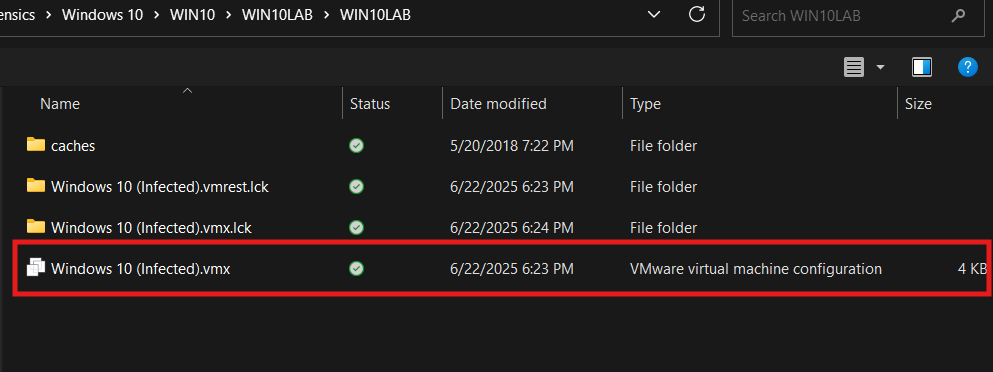 ensics > Windows 10 > WIN10 > WIN10LAB > WIN10LAB
Search WIN10LAB
?
Name Status Date modified Type Size
caches 5/20/2018 7:22 PM File folder
Windows 10 (Infected).vmrest.lck 6/22/2025 6:23 PM File folder
Windows 10 (Infected).vmx.lck 6/22/2025 6:24 PM File folder
Windows 10 (Infected).vmx 6/22/2025 6:23 PM VMware virtual machine configuration 4 KB